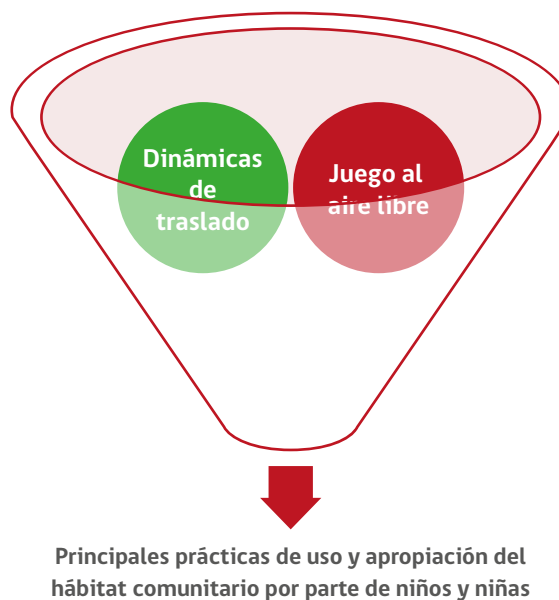 Dinámicas
de
traslado
Juego al
aire libre
Principales prácticas de uso y apropiación del
hábitat comunitario por parte de niños y niñas